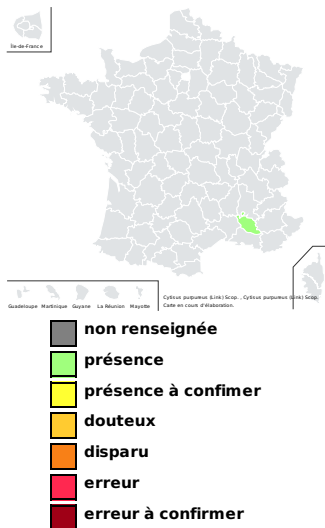 Île-de-France
Guadeloupe Martinique Guyane La Réunion Mayotte
Cytisus purpureus (Link) Scop. , Cytisus purpureus (Link) Scop.
Carte en cours d'élaboration.
non renseignée
présence
présence à confimer
douteux
disparu
erreur
erreur à confirmer